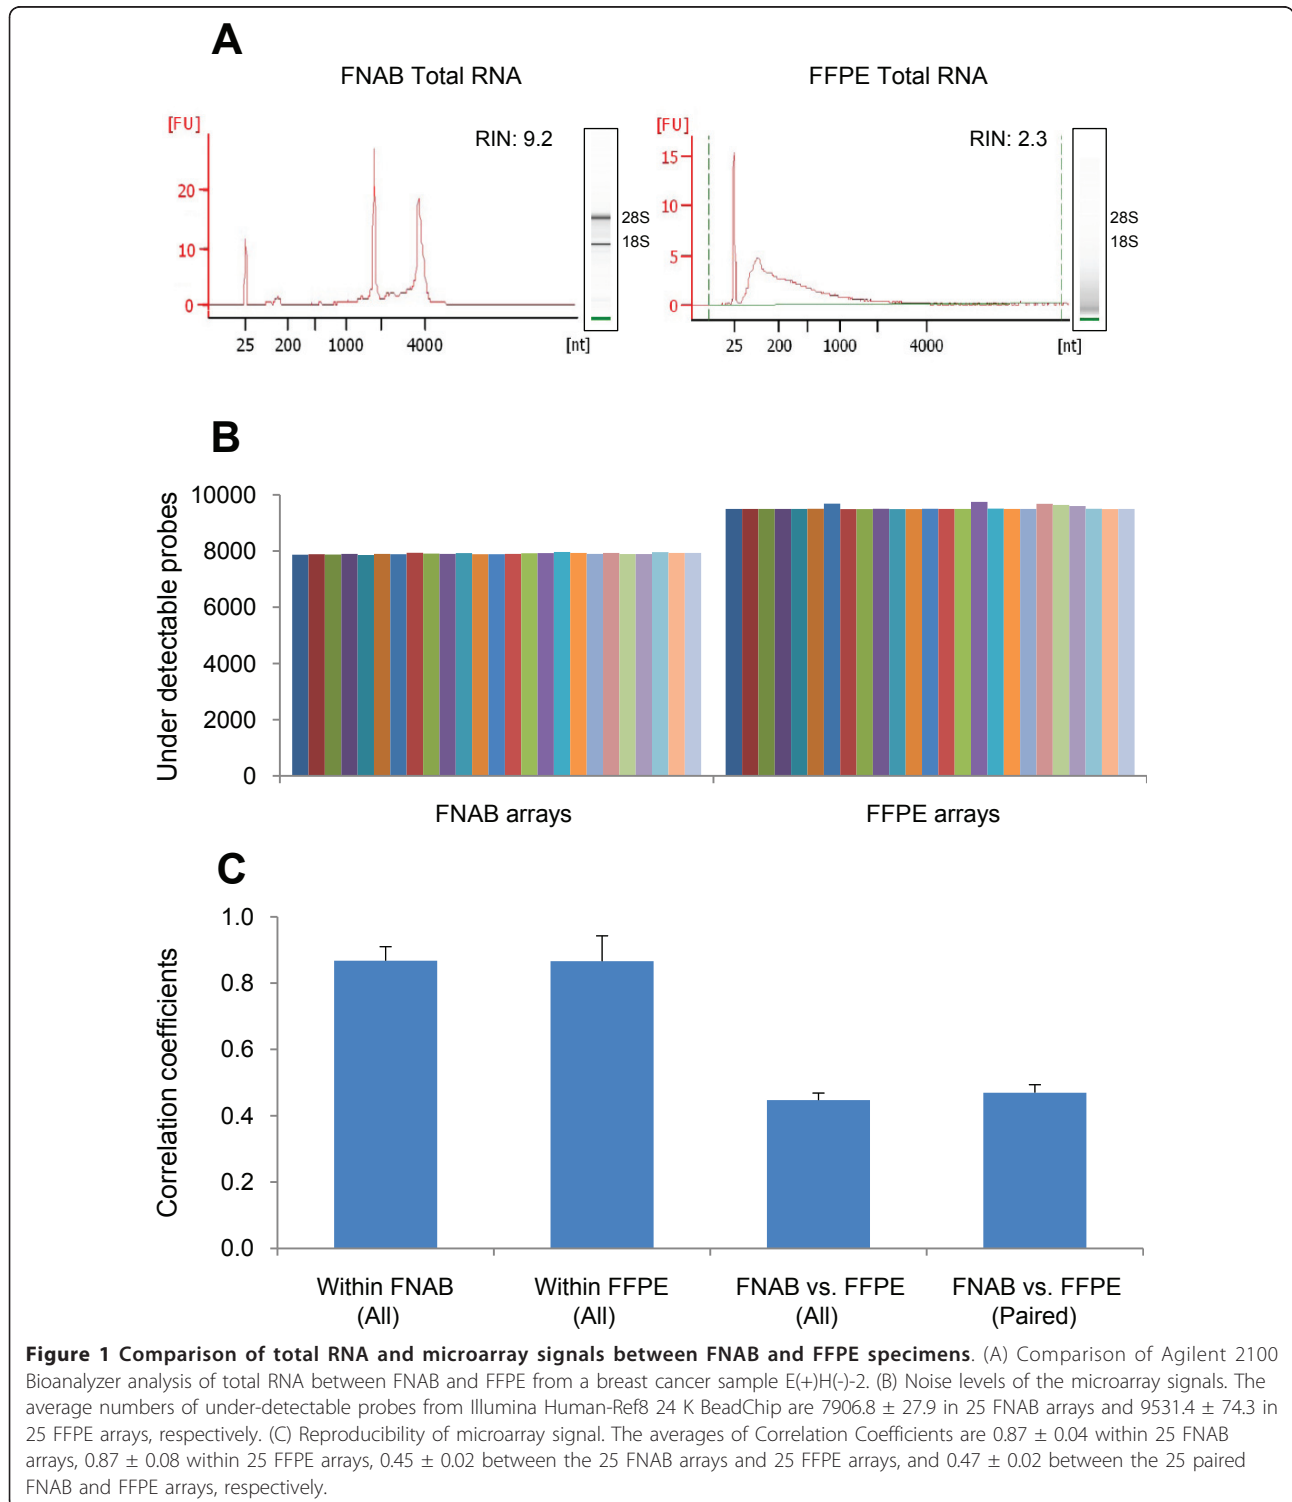 A
FNAB Total RNA
FFPE Total RNA
[FU]
RIN: 9.2
20
10
0
28S
18S
25 200 1000 4000 [nt]
[FU]
RIN: 2.3
15
10
5
0
28S
18S
25 200 1000 4000 [nt]
B
Under detectable probes
10000
8000
6000
4000
2000
0
FNAB arrays
FFPE arrays
C
Correlation coefficients
1.0
0.8
0.6
0.4
0.2
0.0
Within FNAB
(All)
Within FFPE
(All)
FNAB vs. FFPE
(All)
FNAB vs. FFPE
(Paired)
Figure 1 Comparison of total RNA and microarray signals between FNAB and FFPE specimens. (A) Comparison of Agilent 2100
Bioanalyzer analysis of total RNA between FNAB and FFPE from a breast cancer sample E(+)H(-)-2. (B) Noise levels of the microarray signals. The
average numbers of under-detectable probes from Illumina Human-Ref8 24 K BeadChip are 7906.8 ± 27.9 in 25 FNAB arrays and 9531.4 ± 74.3 in
25 FFPE arrays, respectively. (C) Reproducibility of microarray signal. The averages of Correlation Coefficients are 0.87 ± 0.04 within 25 FNAB
arrays, 0.87 ± 0.08 within 25 FFPE arrays, 0.45 ± 0.02 between the 25 FNAB arrays and 25 FFPE arrays, and 0.47 ± 0.02 between the 25 paired
FNAB and FFPE arrays, respectively.